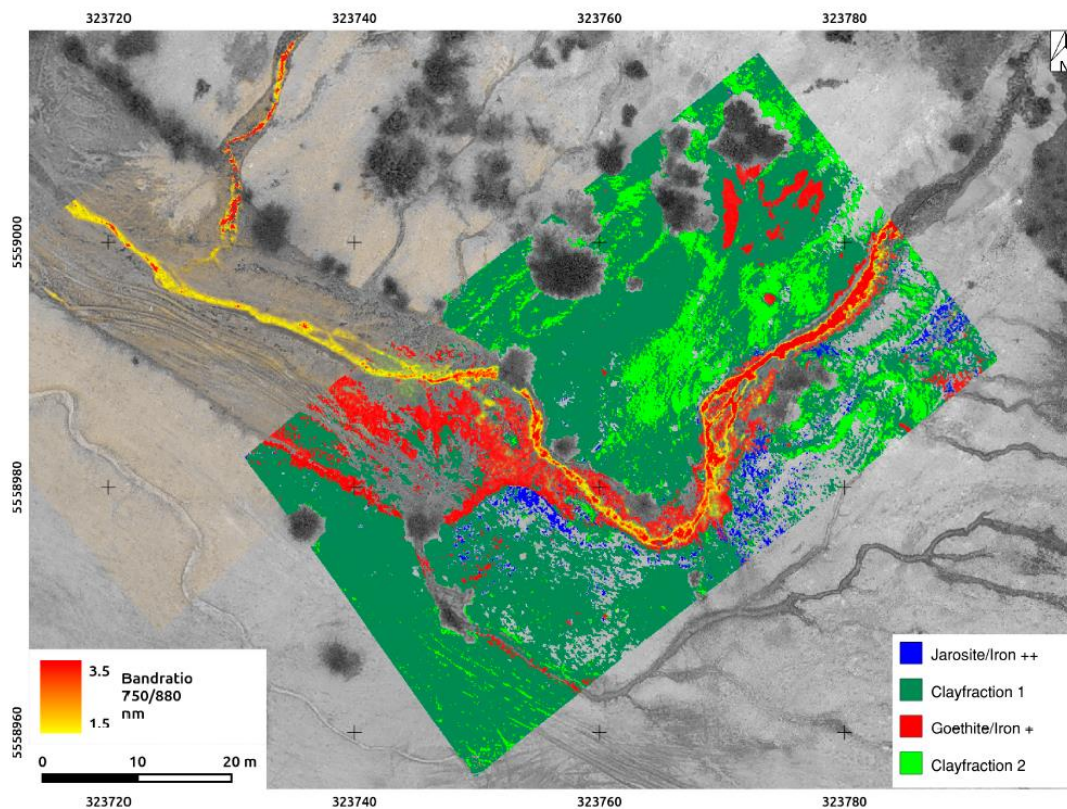 323720 323740 323760 323780
N
5559000
5558980
5558960
3.5
1.5
Bandratio
750/880
nm
0 10 20 m
Jarosite/Iron ++
Clayfraction 1
Goethite/Iron +
Clayfraction 2
323720 323740 323760 323780